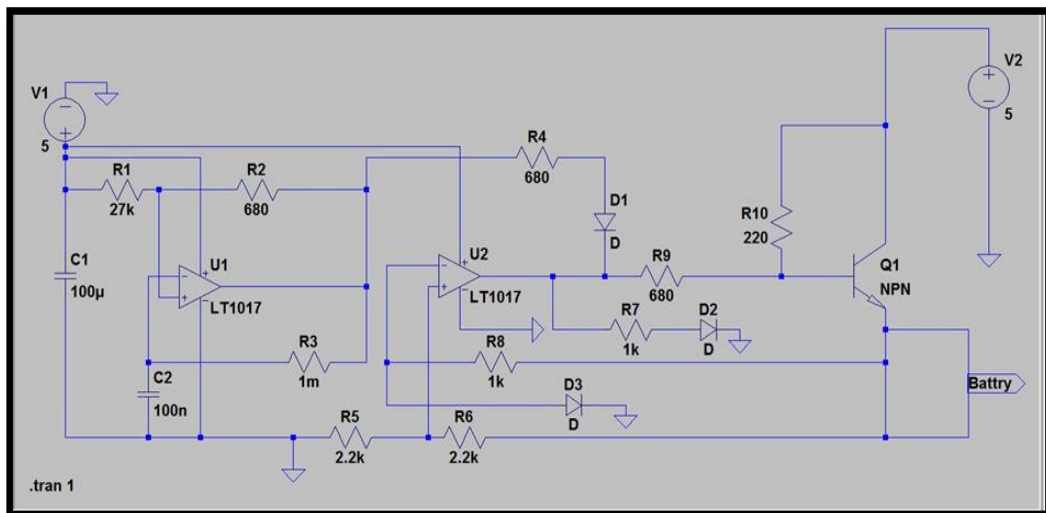 V1
5
R1
27k
R2
680
C1
100µ
U1
LT1017
R3
1m
C2
100n
R4
680
D1
D
U2
LT1017
R9
680
R7
1k
D2
D
R8
1k
D3
D
R5
2.2k
R6
2.2k
R10
220
Q1
NPN
V2
5
Battry
.tran 1